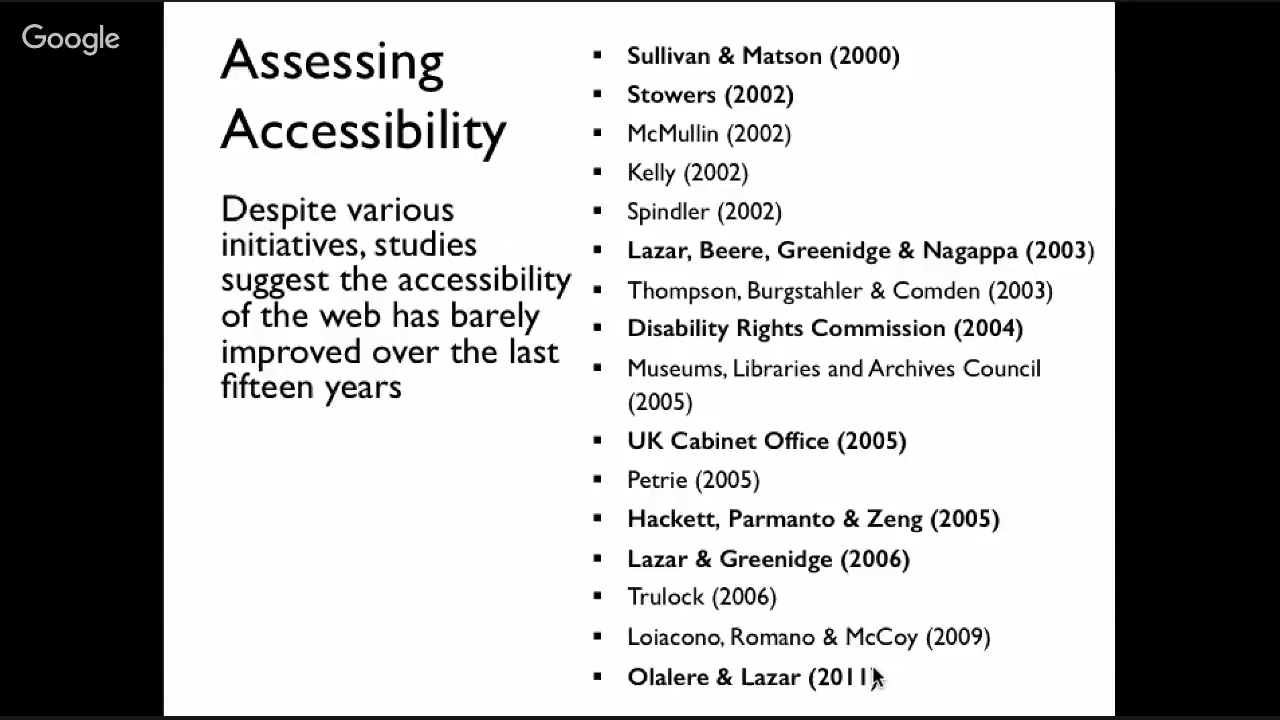 Google
Assessing
Accessibility
Despite various
initiatives, studies
suggest the accessibility
of the web has barely
improved over the last
fifteen years
▪ Sullivan & Matson (2000)
▪ Stowers (2002)
▪ McMullin (2002)
▪ Kelly (2002)
▪ Spindler (2002)
▪ Lazar, Beere, Greenidge & Nagappa (2003)
▪ Thompson, Burgstahler & Comden (2003)
▪ Disability Rights Commission (2004)
▪ Museums, Libraries and Archives Council
(2005)
▪ UK Cabinet Office (2005)
▪ Petrie (2005)
▪ Hackett, Parmanto & Zeng (2005)
▪ Lazar & Greenidge (2006)
▪ Trulock (2006)
▪ Loiacono, Romano & McCoy (2009)
▪ Olalere & Lazar (2011)